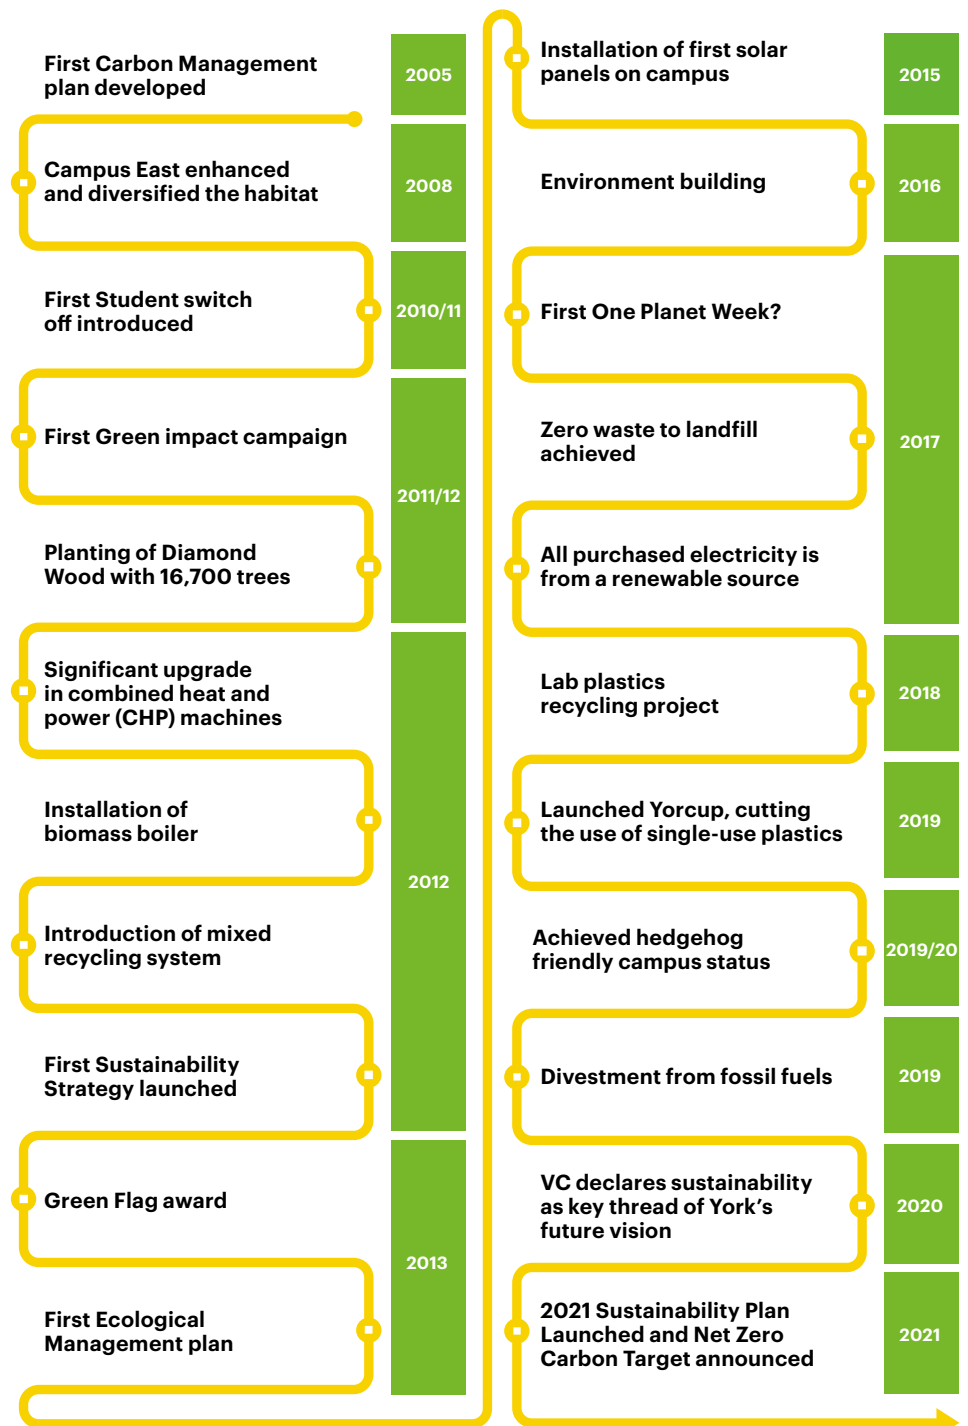 First Carbon Management
plan developed
2005
Campus East enhanced
and diversified the habitat
2008
First Student switch
off introduced
2010/11
First Green impact campaign
2011/12
Planting of Diamond
Wood with 16,700 trees
Significant upgrade
in combined heat and
power (CHP) machines
Installation of
biomass boiler
2012
Introduction of mixed
recycling system
First Sustainability
Strategy launched
Green Flag award
2013
First Ecological
Management plan
Installation of first solar
panels on campus
2015
Environment building
2016
First One Planet Week?
Zero waste to landfill
achieved
2017
All purchased electricity is
from a renewable source
Lab plastics
recycling project
2018
Launched Yorcup, cutting
the use of single-use plastics
2019
Achieved hedgehog
friendly campus status
2019/20
Divestment from fossil fuels
2019
VC declares sustainability
as key thread of York's
future vision
2020
2021 Sustainability Plan
Launched and Net Zero
Carbon Target announced
2021